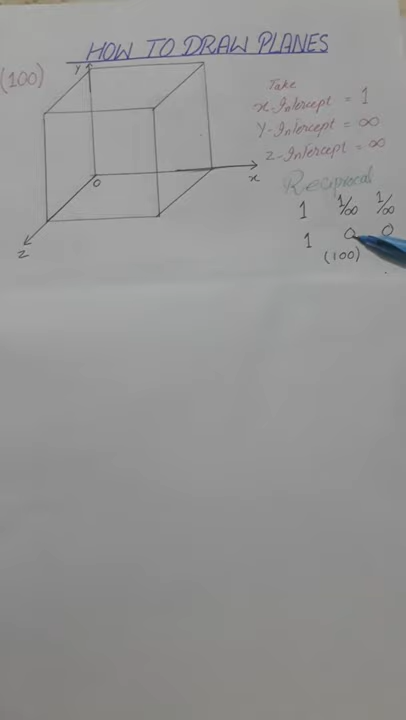 HOW TO DRAW PLANES
(100)
Y
Take
x-Intercept = 1
Y-Intercept = ∞
z-Intercept = ∞
O
x
Reciprocal
1 1/∞ 1/∞
1 0 0
(100)
Z